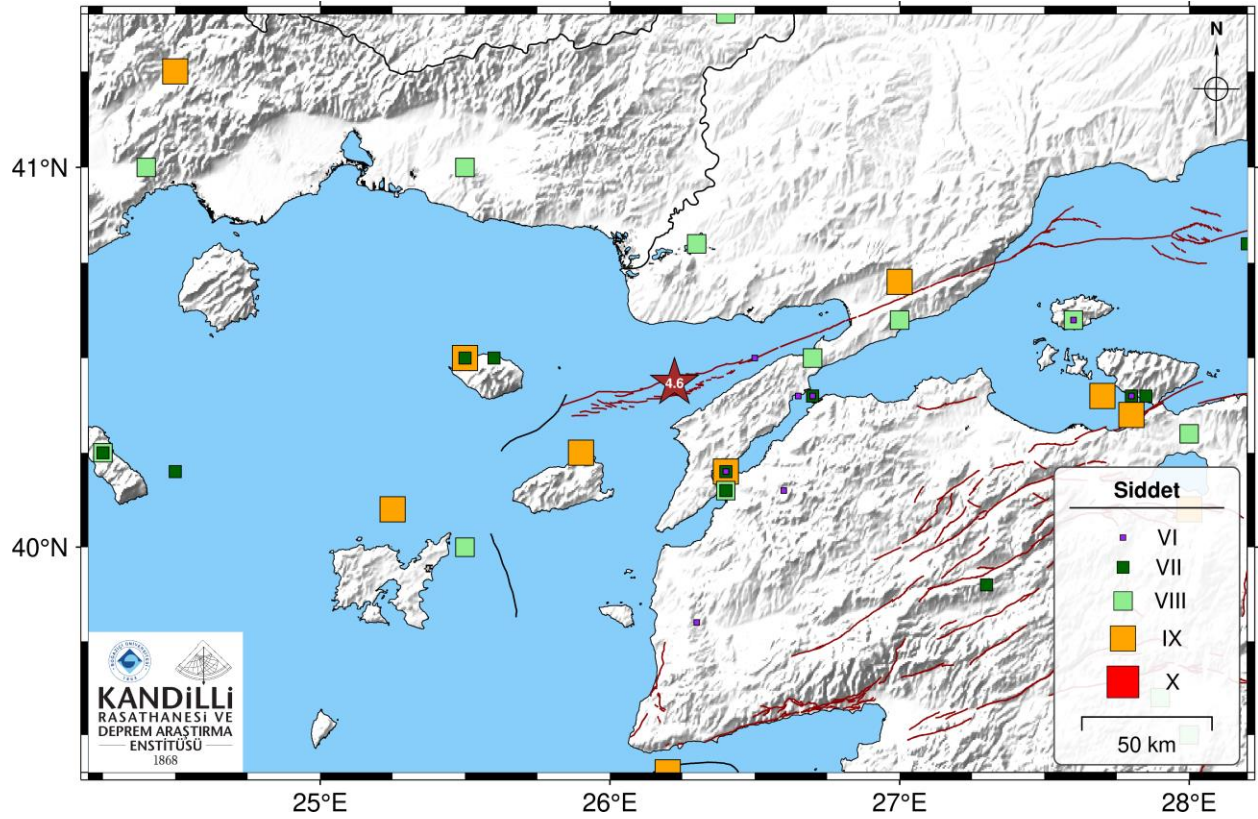 N
41°N
40°N
4.6
25°E
26°E
27°E
28°E
Siddet
VI
VII
VIII
IX
X
50 km
KANDiLLi
RASATHANESİ VE
DEPREM ARAŞTIRMA
ENSTİTÜSÜ
1868